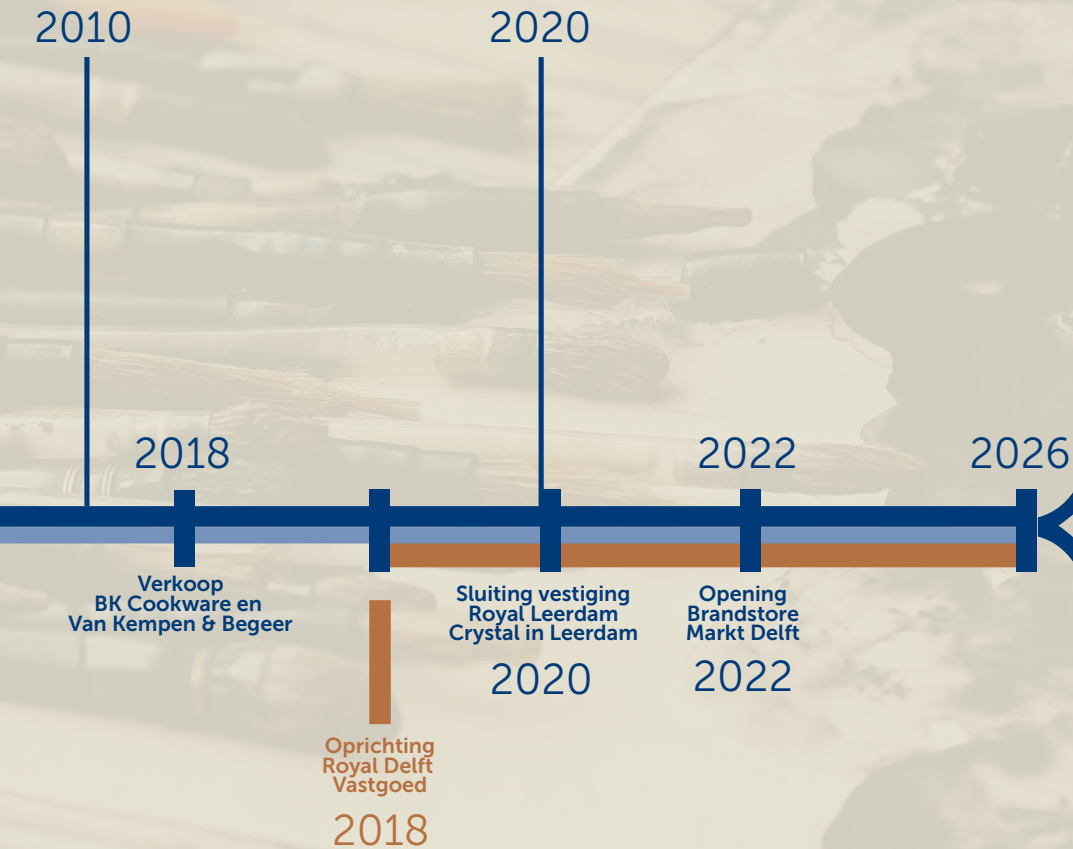 2010
2020
2018
2022
2026
Verkoop
BK Cookware en
Van Kempen & Begeer
Sluiting vestiging
Royal Leerdam
Crystal in Leerdam
2020
Opening
Brandstore
Markt Delft
2022
Oprichting
Royal Delft
Vastgoed
2018